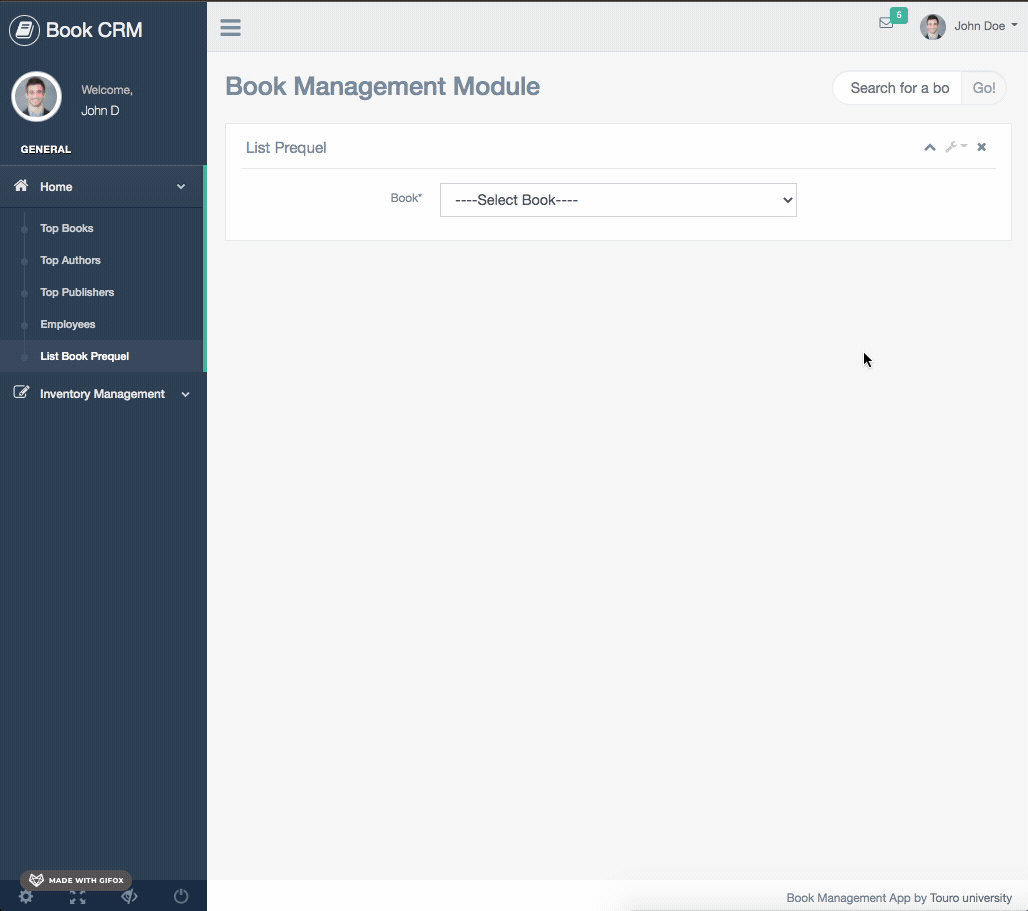 Book CRM
5
John Doe
Welcome,
John D
GENERAL
Home
Top Books
Top Authors
Top Publishers
Employees
List Book Prequel
Inventory Management
Book Management Module
Search for a bo
Go!
List Prequel
Book*
----Select Book----
MADE WITH GIFOX
Book Management App by Touro university